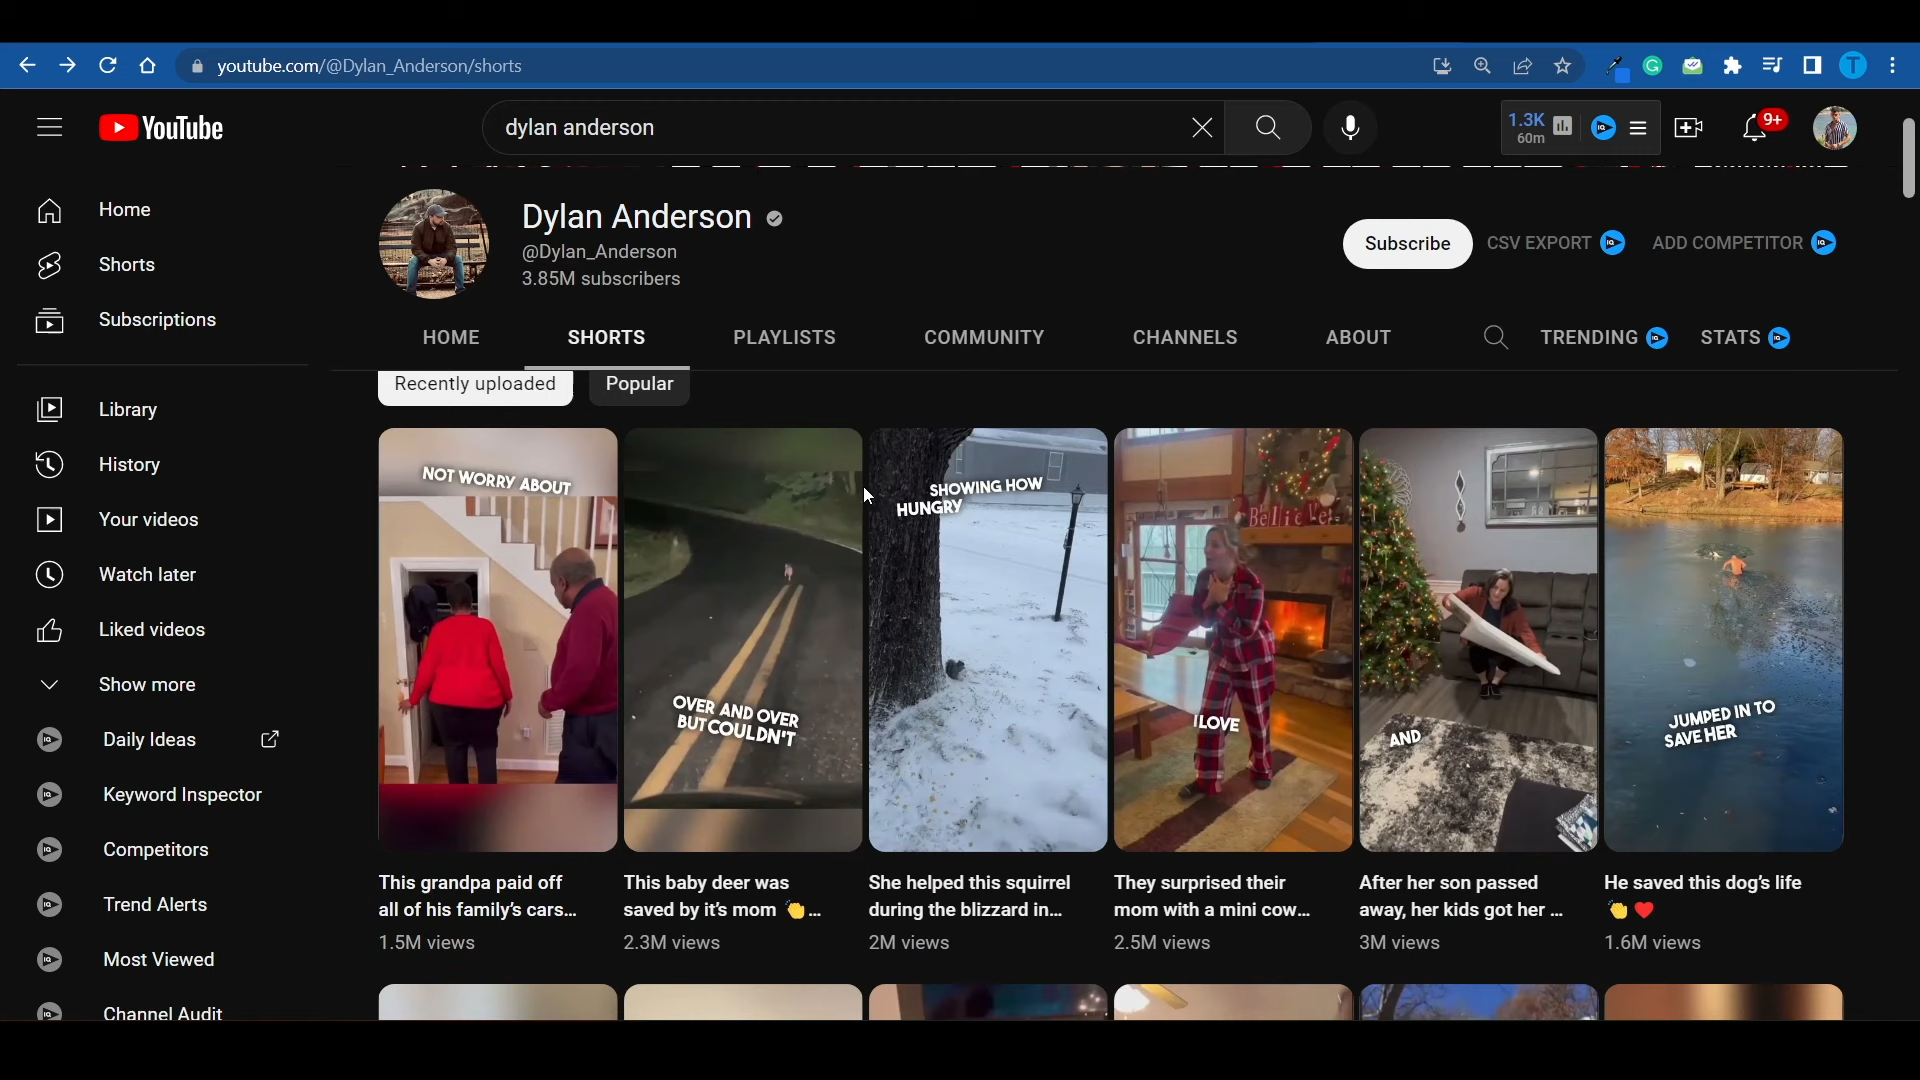 youtube.com/@Dylan_Anderson/shorts
T
YouTube
dylan anderson
1.3K
60m
9+
Home
Shorts
Subscriptions
Library
History
Your videos
Watch later
Liked videos
Show more
Daily Ideas
Keyword Inspector
Competitors
Trend Alerts
Most Viewed
Channel Audit
Dylan Anderson
@Dylan_Anderson
3.85M subscribers
Subscribe
CSV EXPORT
ADD COMPETITOR
HOME
SHORTS
PLAYLISTS
COMMUNITY
CHANNELS
ABOUT
TRENDING
STATS
Recently uploaded
Popular
NOT WORRY ABOUT
OVER AND OVER
BUT COULDN'T
SHOWING HOW
HUNGRY
Believe
I LOVE
AND
JUMPED IN TO
SAVE HER
This grandpa paid off
all of his family's cars...
1.5M views
This baby deer was
saved by it's mom 👏...
2.3M views
She helped this squirrel
during the blizzard in...
2M views
They surprised their
mom with a mini cow...
2.5M views
After her son passed
away, her kids got her ...
3M views
He saved this dog's life
👏❤️
1.6M views